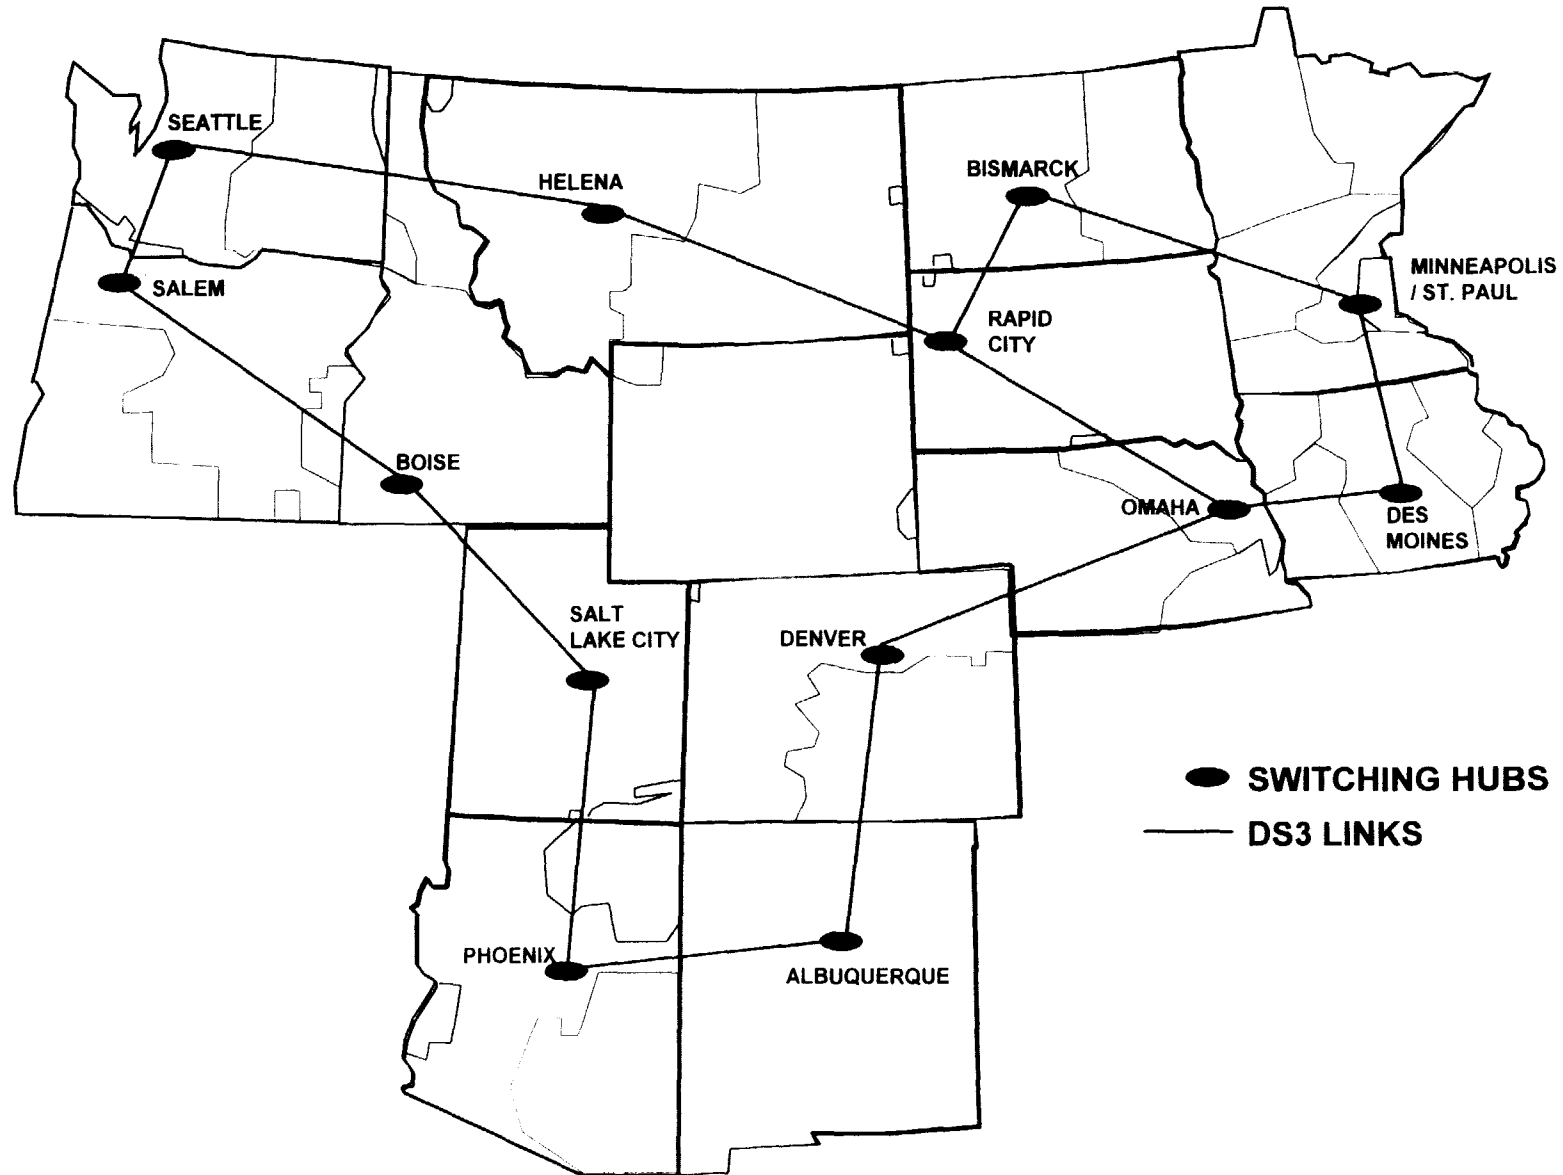 SEATTLE
HELENA
BISMARCK
SALEM
MINNEAPOLIS
/ ST. PAUL
RAPID
CITY
BOISE
OMAHA
DES
MOINES
SALT
LAKE CITY
DENVER
SWITCHING HUBS
DS3 LINKS
PHOENIX
ALBUQUERQUE